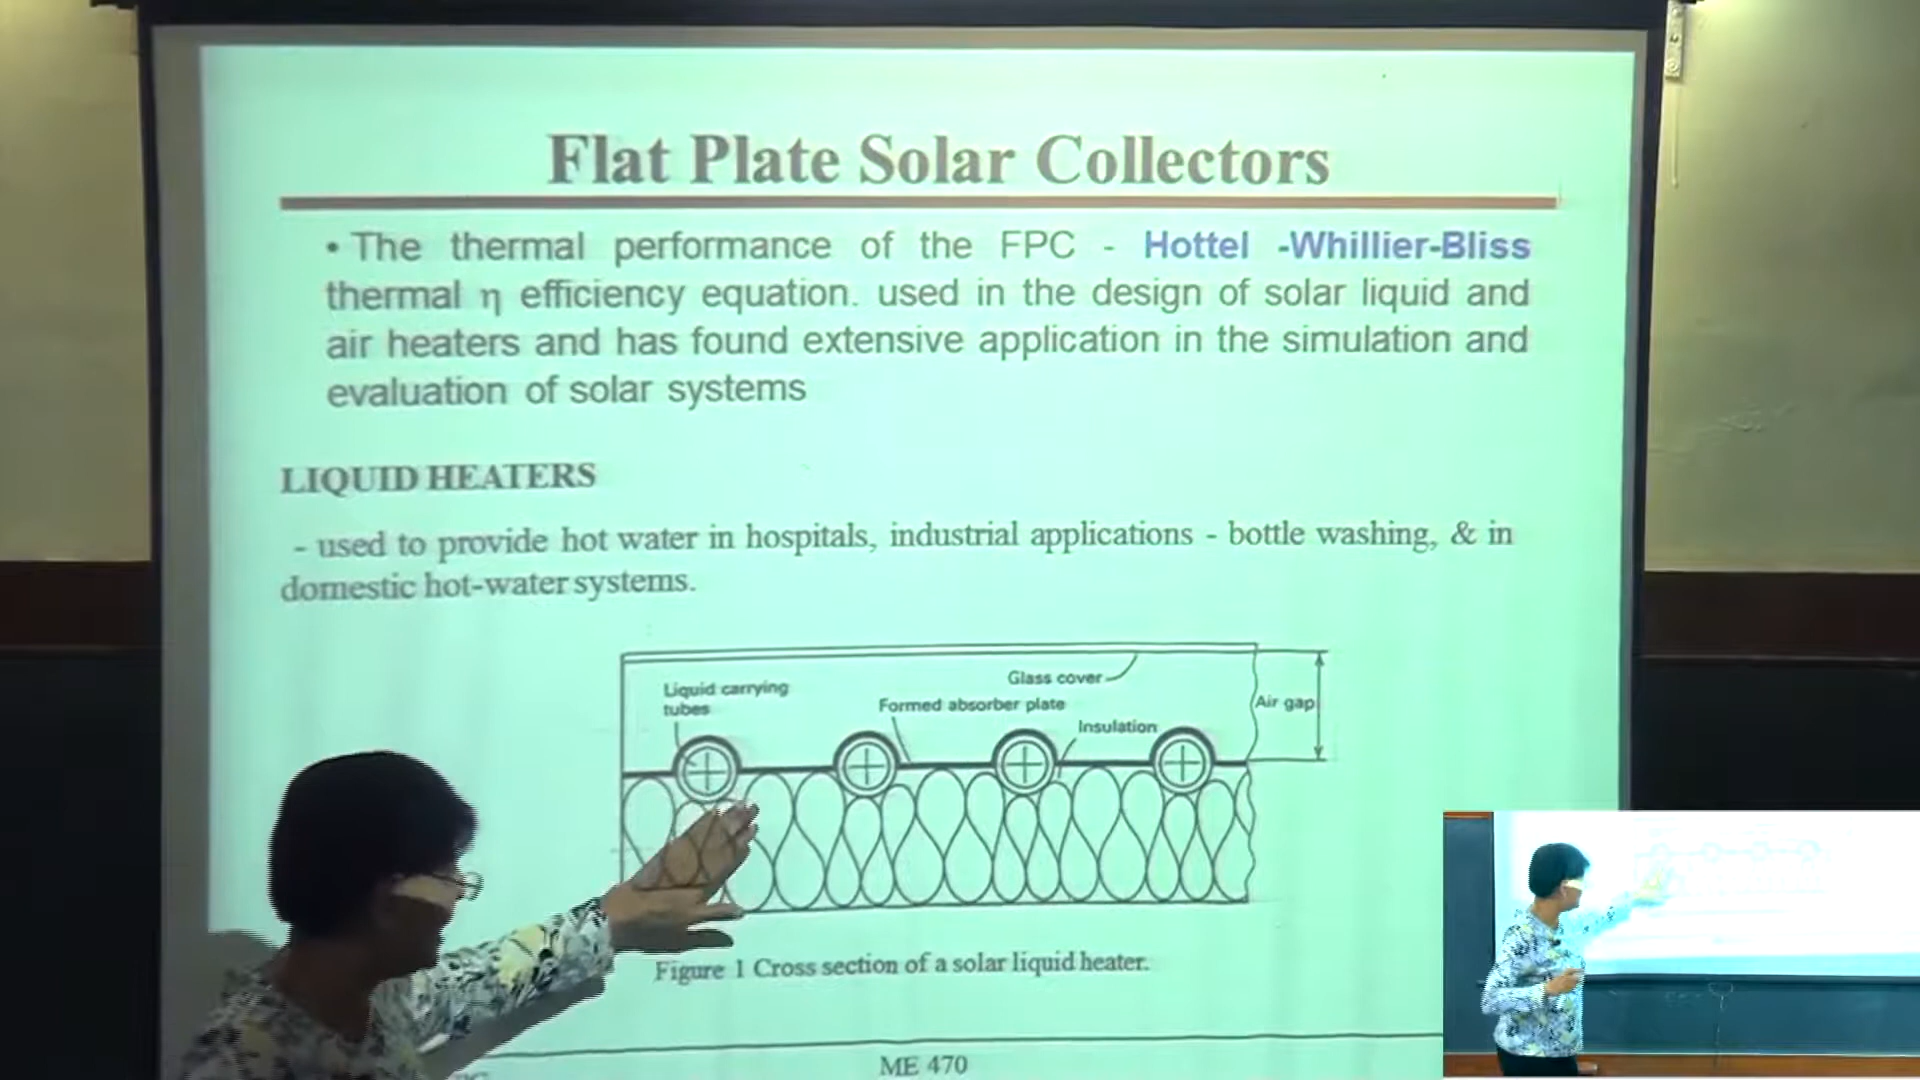 Flat Plate Solar Collectors
• The thermal performance of the FPC - Hottel -Whillier-Bliss
thermal η efficiency equation. used in the design of solar liquid and
air heaters and has found extensive application in the simulation and
evaluation of solar systems
LIQUID HEATERS
- used to provide hot water in hospitals, industrial applications - bottle washing, & in
domestic hot-water systems.
Glass cover
Liquid carrying
tubes
Formed absorber plate
Air gap
Insulation
Figure 1 Cross section of a solar liquid heater.
ME 470